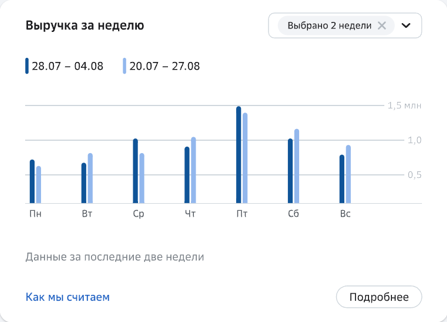 Выручка за неделю
Выбрано 2 недели
28.07 – 04.08
20.07 – 27.08
1,5 млн
1,0
0,5
Пн Вт Ср Чт Пт Сб Вс
Данные за последние две недели
Как мы считаем
Подробнее